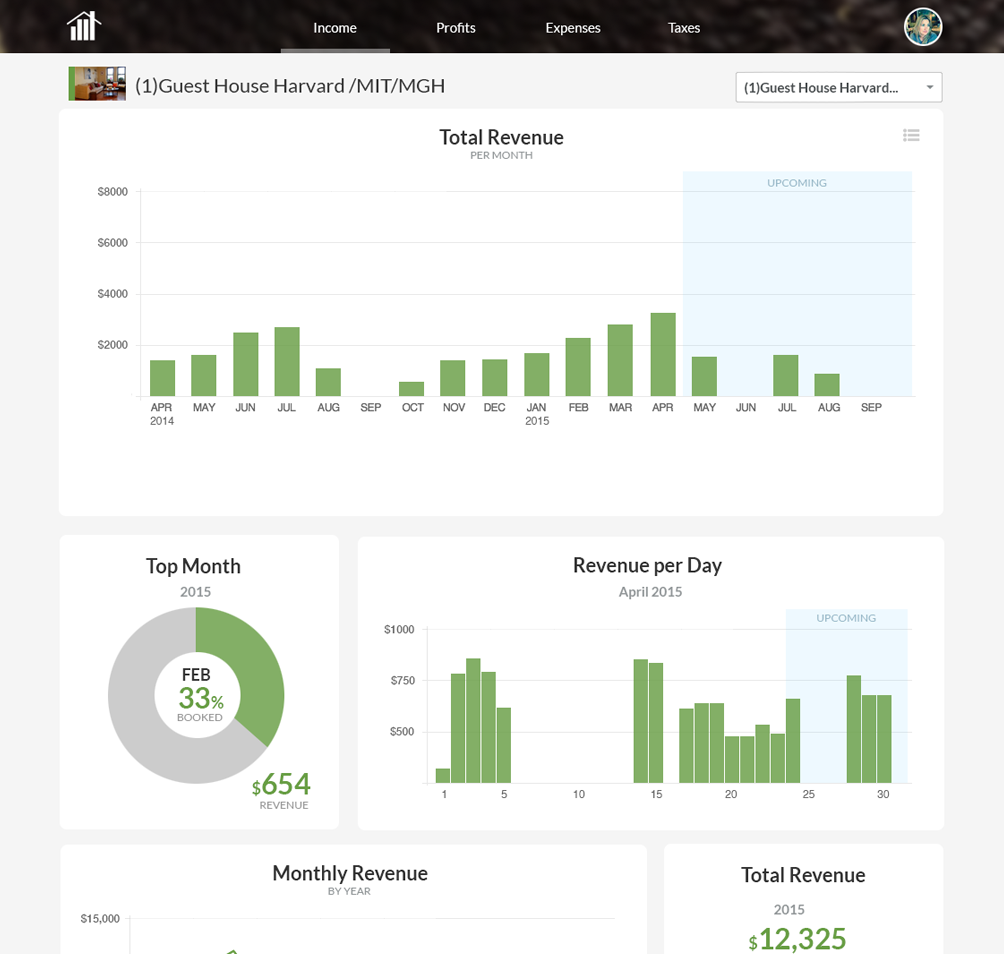 Income Profits Expenses Taxes
(1)Guest House Harvard /MIT/MGH
(1)Guest House Harvard...
Total Revenue
PER MONTH
UPCOMING
$8000
$6000
$4000
$2000
APR MAY JUN JUL AUG SEP OCT NOV DEC JAN FEB MAR APR MAY JUN JUL AUG SEP
2014 2015
Top Month
2015
FEB
33%
BOOKED
$654
REVENUE
Revenue per Day
April 2015
UPCOMING
$1000
$750
$500
1 5 10 15 20 25 30
Monthly Revenue
BY YEAR
$15,000
Total Revenue
2015
$12,325